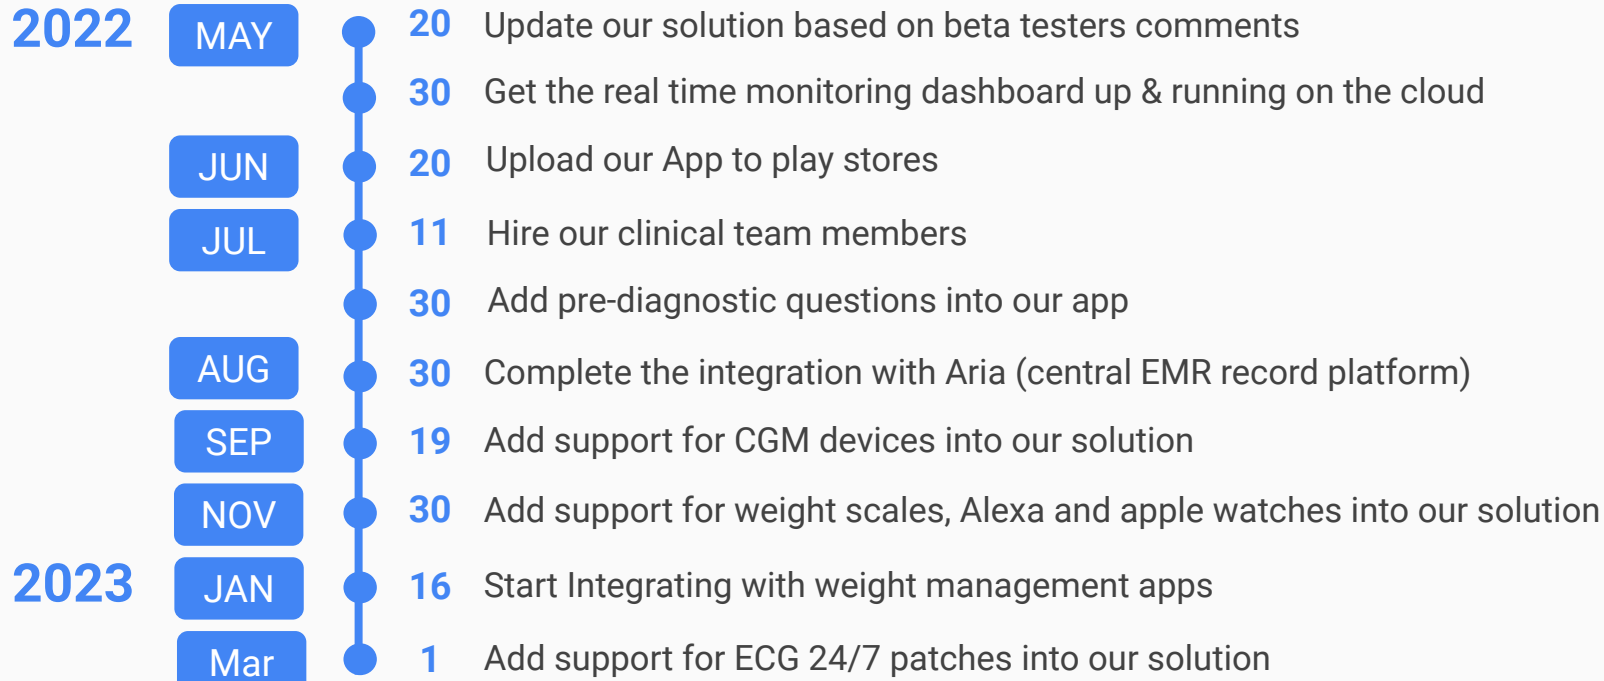 2022 MAY 20 Update our solution based on beta testers comments
30 Get the real time monitoring dashboard up & running on the cloud
JUN 20 Upload our App to play stores
JUL 11 Hire our clinical team members
30 Add pre-diagnostic questions into our app
AUG 30 Complete the integration with Aria (central EMR record platform)
SEP 19 Add support for CGM devices into our solution
NOV 30 Add support for weight scales, Alexa and apple watches into our solution
2023 JAN 16 Start Integrating with weight management apps
Mar 1 Add support for ECG 24/7 patches into our solution